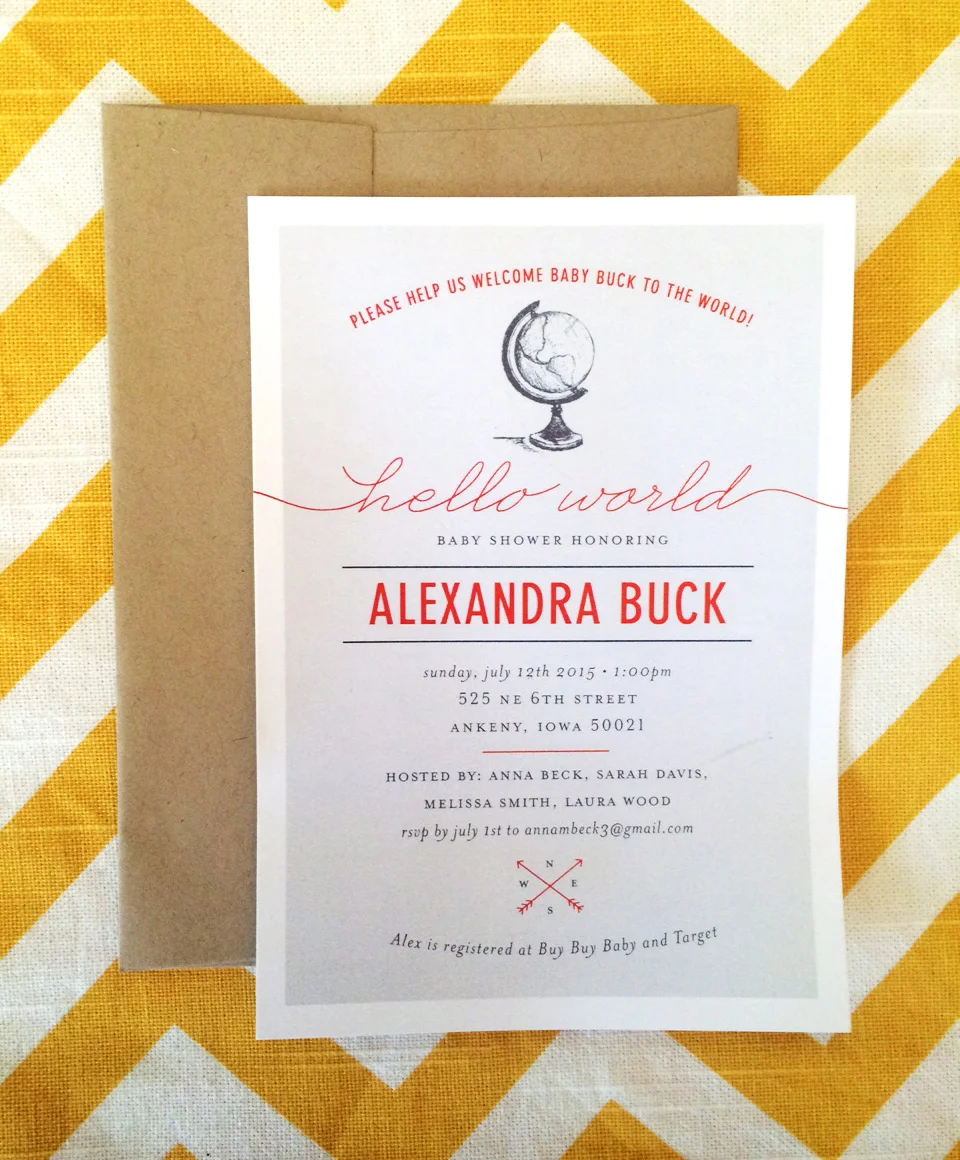 PLEASE HELP US WELCOME BABY BUCK TO THE WORLD!
hello world
BABY SHOWER HONORING
ALEXANDRA BUCK
sunday, july 12th 2015 • 1:00pm
525 NE 6TH STREET
ANKENY, IOWA 50021
HOSTED BY: ANNA BECK, SARAH DAVIS,
MELISSA SMITH, LAURA WOOD
rsvp by july 1st to annambeck3@gmail.com
N
W E
S
Alex is registered at Buy Buy Baby and Target